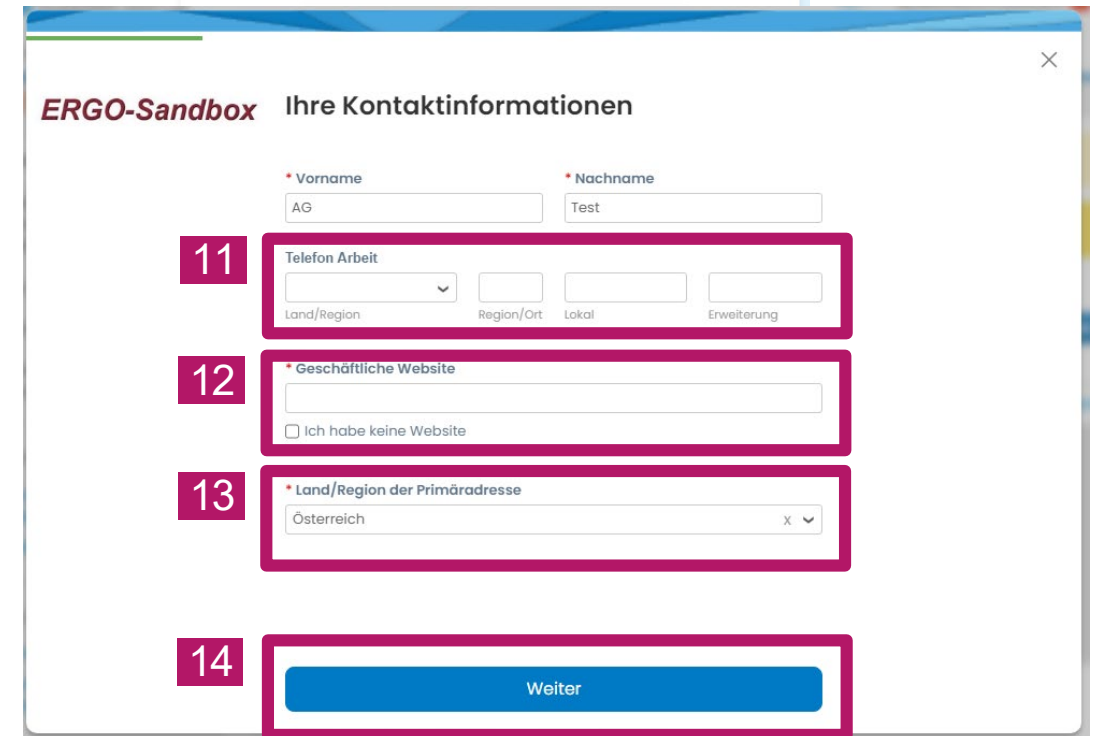 ERGO-Sandbox Ihre Kontaktinformationen
* Vorname * Nachname
AG Test
11 Telefon Arbeit
Land/Region Region/Ort Lokal Erweiterung
12 * Geschäftliche Website
Ich habe keine Website
13 * Land/Region der Primäradresse
Österreich x
14 Weiter